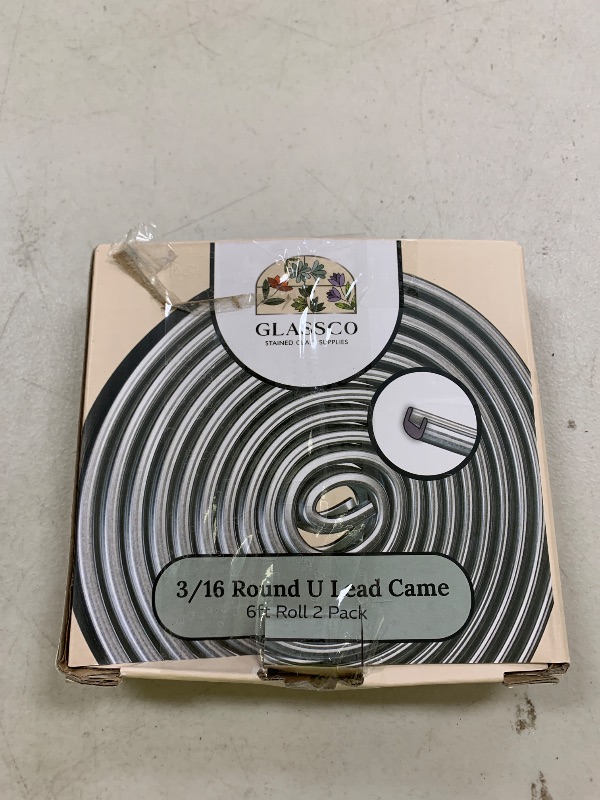 GLASSCO
STAINED GLASS SUPPLIES
3/16 Round U Lead Came
6ft Roll 2 Pack